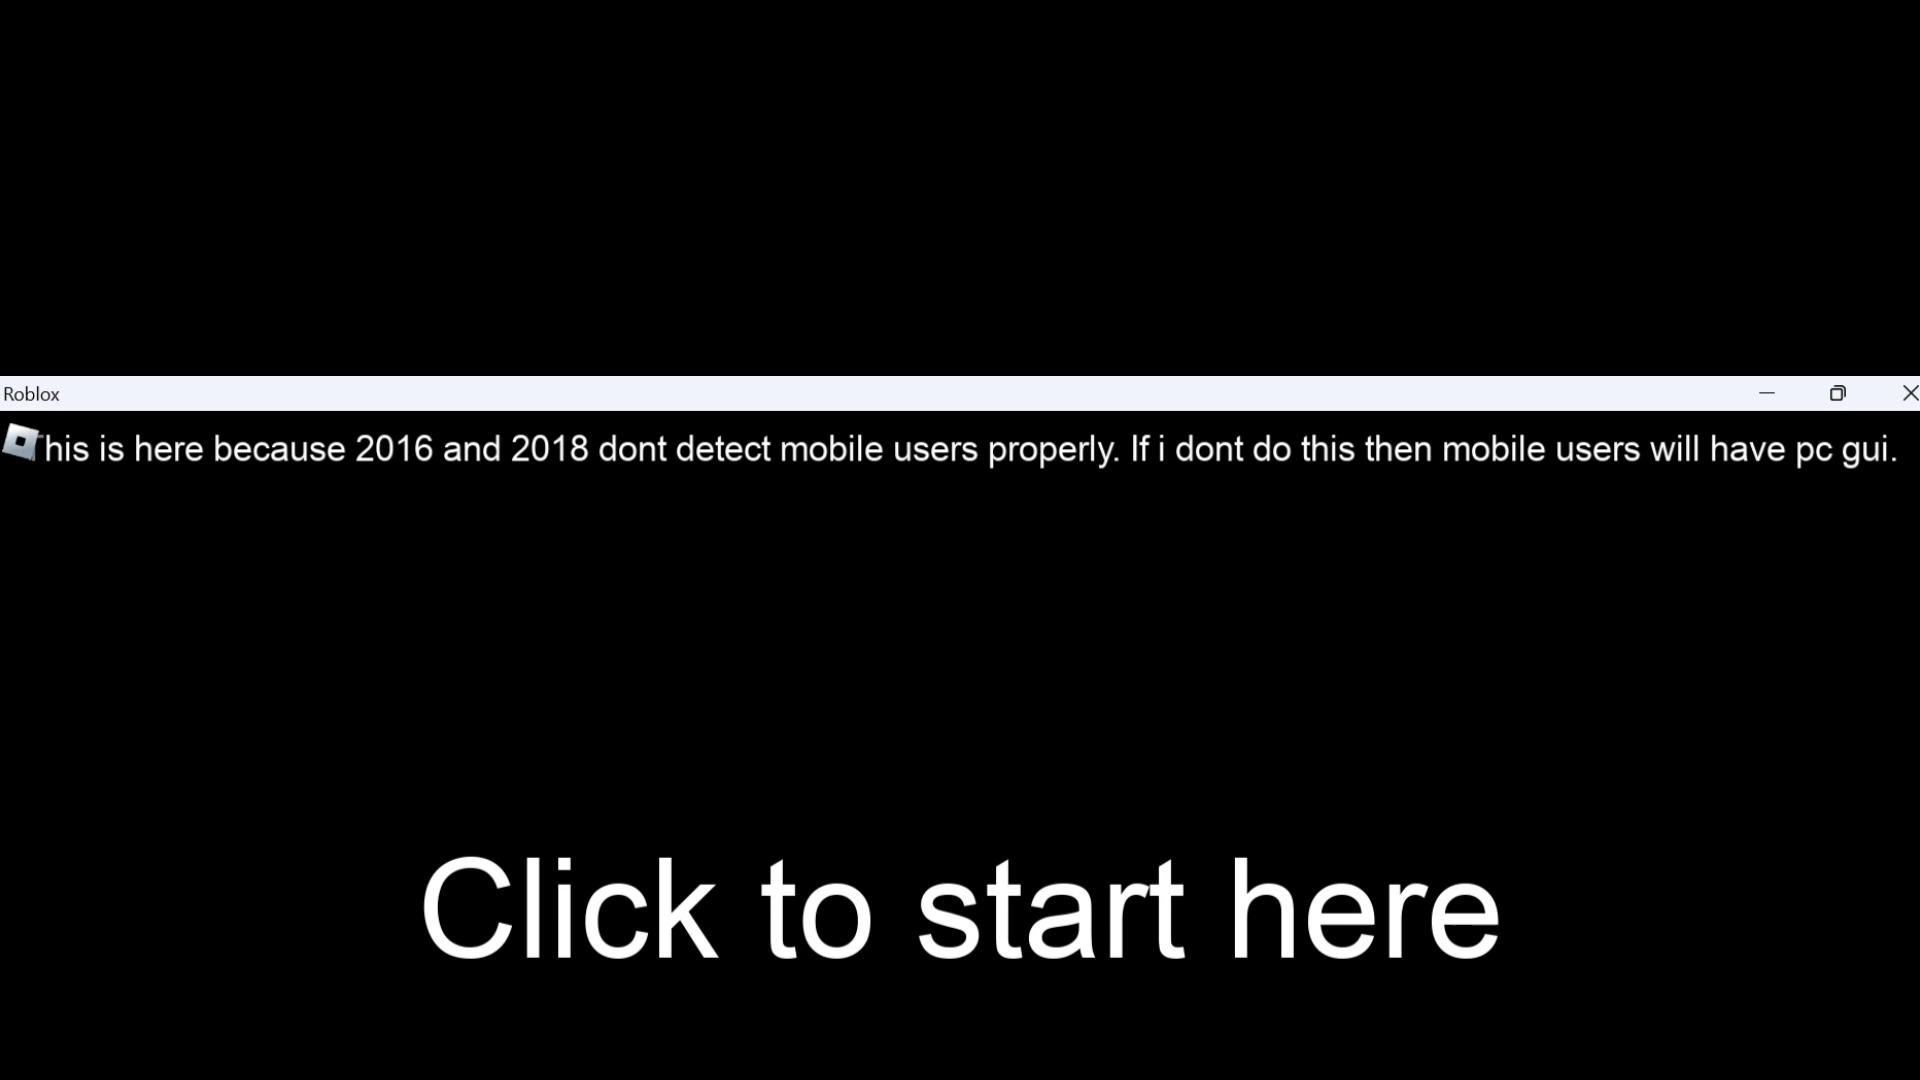 Roblox
This is here because 2016 and 2018 dont detect mobile users properly. If i dont do this then mobile users will have pc gui.
Click to start here